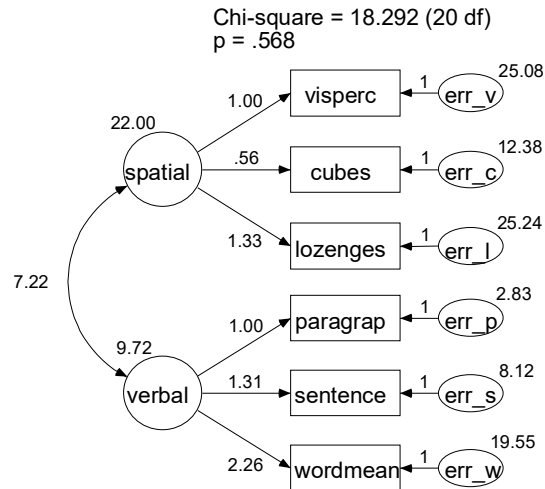 Chi-square = 18.292 (20 df)
p = .568
25.08
1.00
visperc
1
err_v
22.00
12.38
spatial
.56
cubes
1
err_c
25.24
1.33
lozenges
1
err_l
7.22
2.83
1.00
paragrap
1
err_p
9.72
8.12
verbal
1.31
sentence
1
err_s
19.55
2.26
wordmean
1
err_w